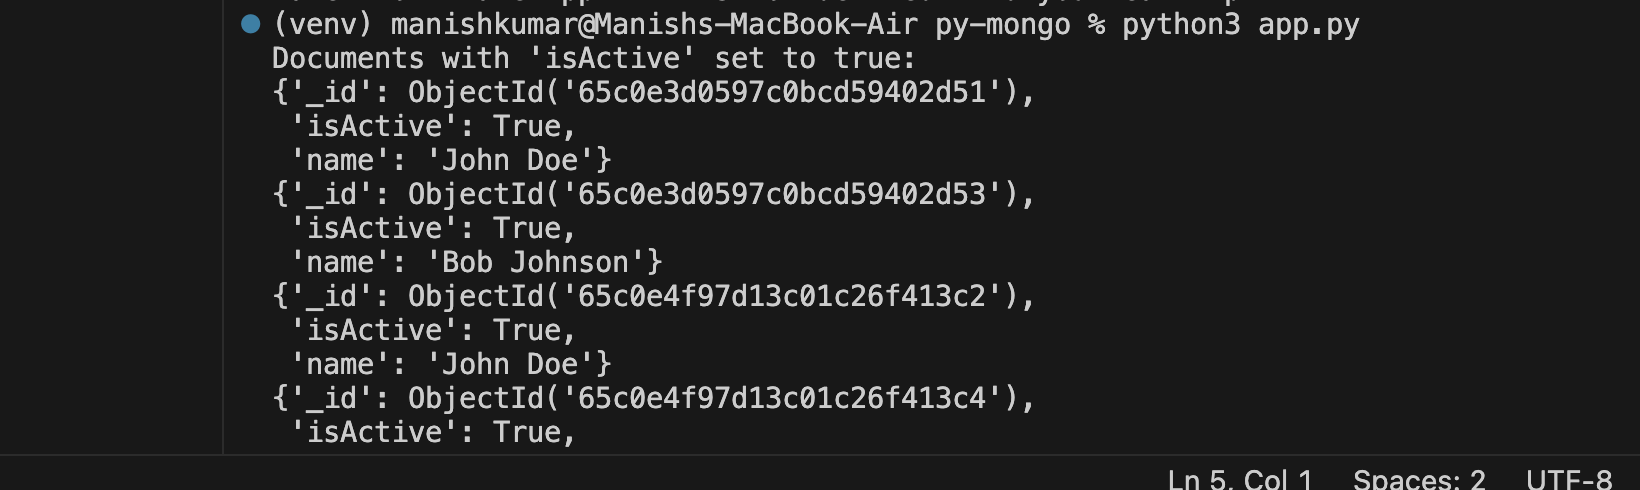 (venv) manishkumar@Manishs-MacBook-Air py-mongo % python3 app.py
Documents with 'isActive' set to true:
{'_id': ObjectId('65c0e3d0597c0bcd59402d51'),
 'isActive': True,
 'name': 'John Doe'}
{'_id': ObjectId('65c0e3d0597c0bcd59402d53'),
 'isActive': True,
 'name': 'Bob Johnson'}
{'_id': ObjectId('65c0e4f97d13c01c26f413c2'),
 'isActive': True,
 'name': 'John Doe'}
{'_id': ObjectId('65c0e4f97d13c01c26f413c4'),
 'isActive': True,
Ln 5, Col 1 Spaces: 2 UTF-8